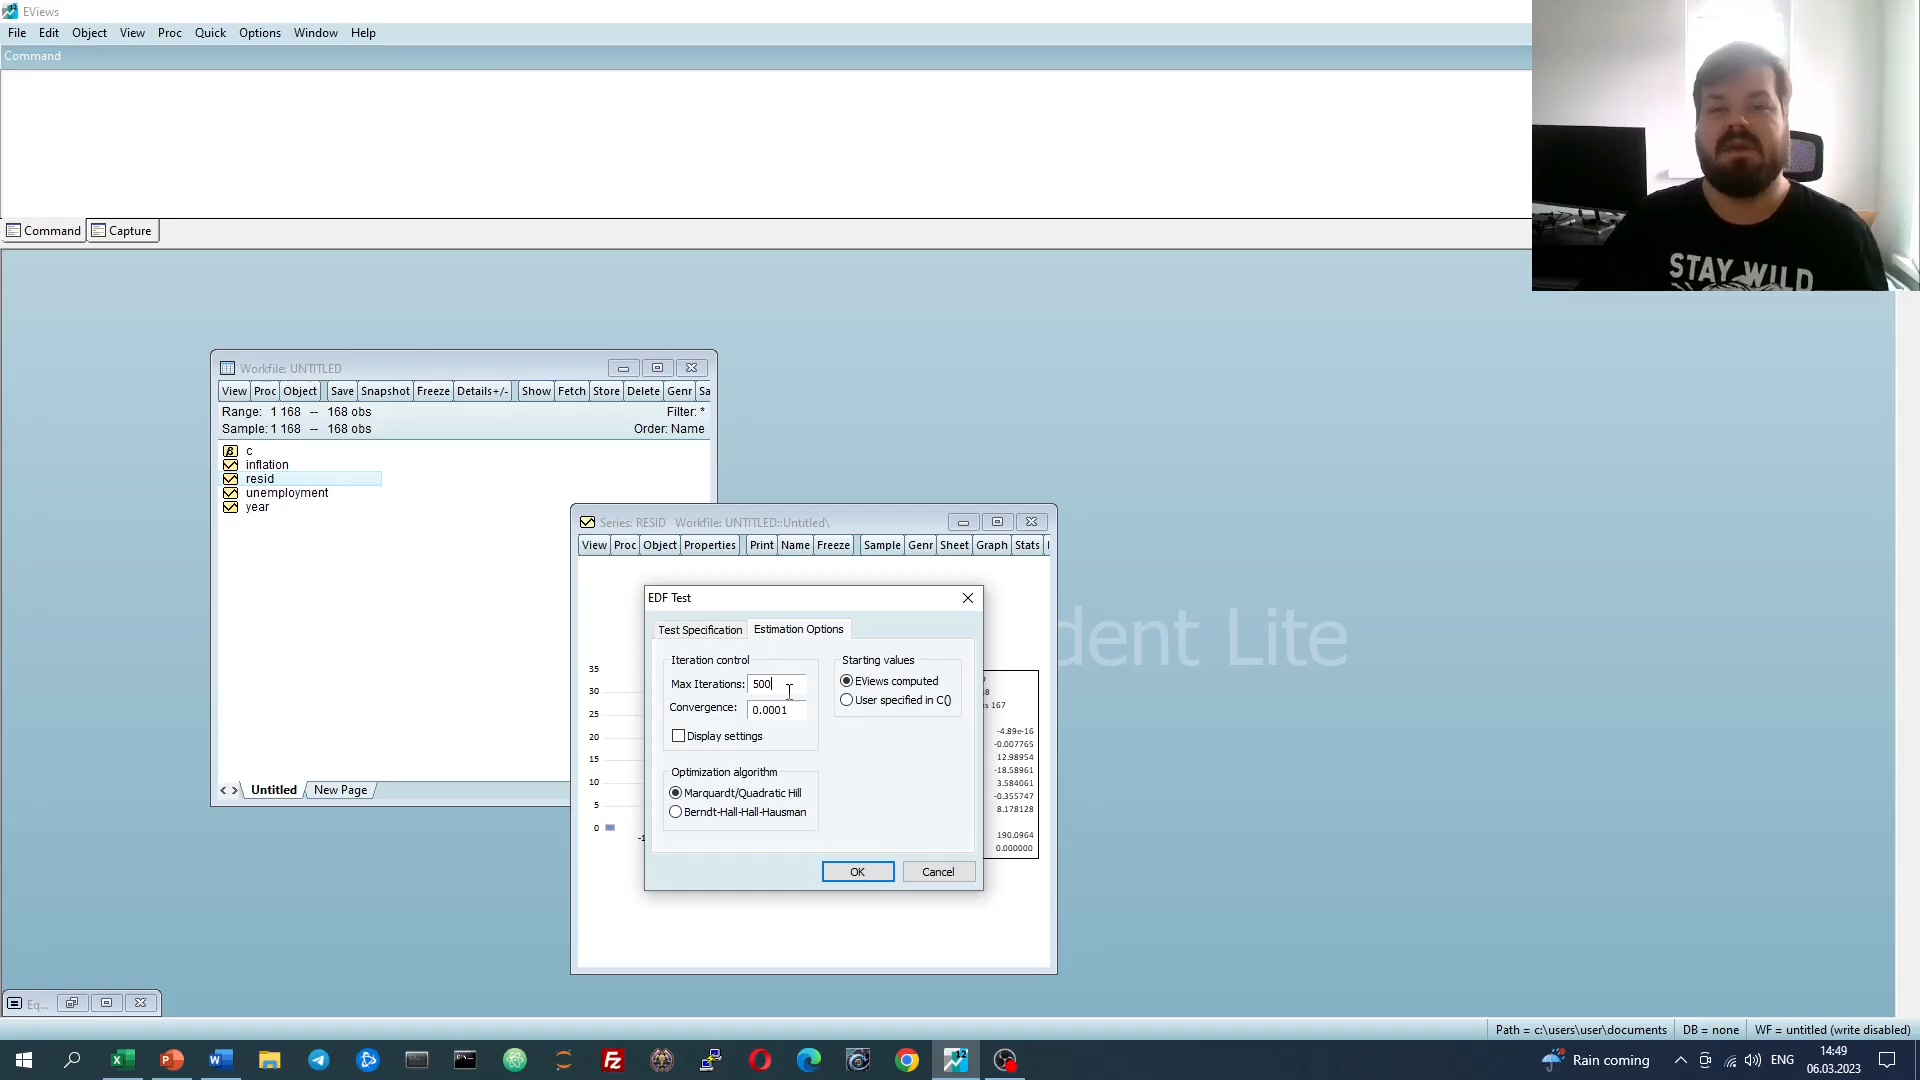 EViews
File Edit Object View Proc Quick Options Window Help
Command
Command Capture
STAY WILD
Workfile: UNTITLED
View Proc Object Save Snapshot Freeze Details+/- Show Fetch Store Delete Genr Sa
Range: 1 168 -- 168 obs Filter: *
Sample: 1 168 -- 168 obs Order: Name
c
inflation
resid
unemployment
year
Untitled New Page
Series: RESID Workfile: UNTITLED::Untitled\
View Proc Object Properties Print Name Freeze Sample Genr Sheet Graph Stats
EDF Test
Test Specification Estimation Options
Iteration control
Max Iterations: 500
Convergence: 0.0001
Display settings
Starting values
EViews computed
User specified in C()
Optimization algorithm
Marquardt/Quadratic Hill
Berndt-Hall-Hall-Hausman
OK Cancel
35
30
25
20
15
10
5
0
-1
8
s 167
-4.89e-16
-0.007765
12.98954
-18.58961
3.584061
-0.355747
8.178128
190.0964
0.000000
dent Lite
Eq...
Path = c:\users\user\documents DB = none WF = untitled (write disabled)
12
Rain coming ENG 14:49
06.03.2023